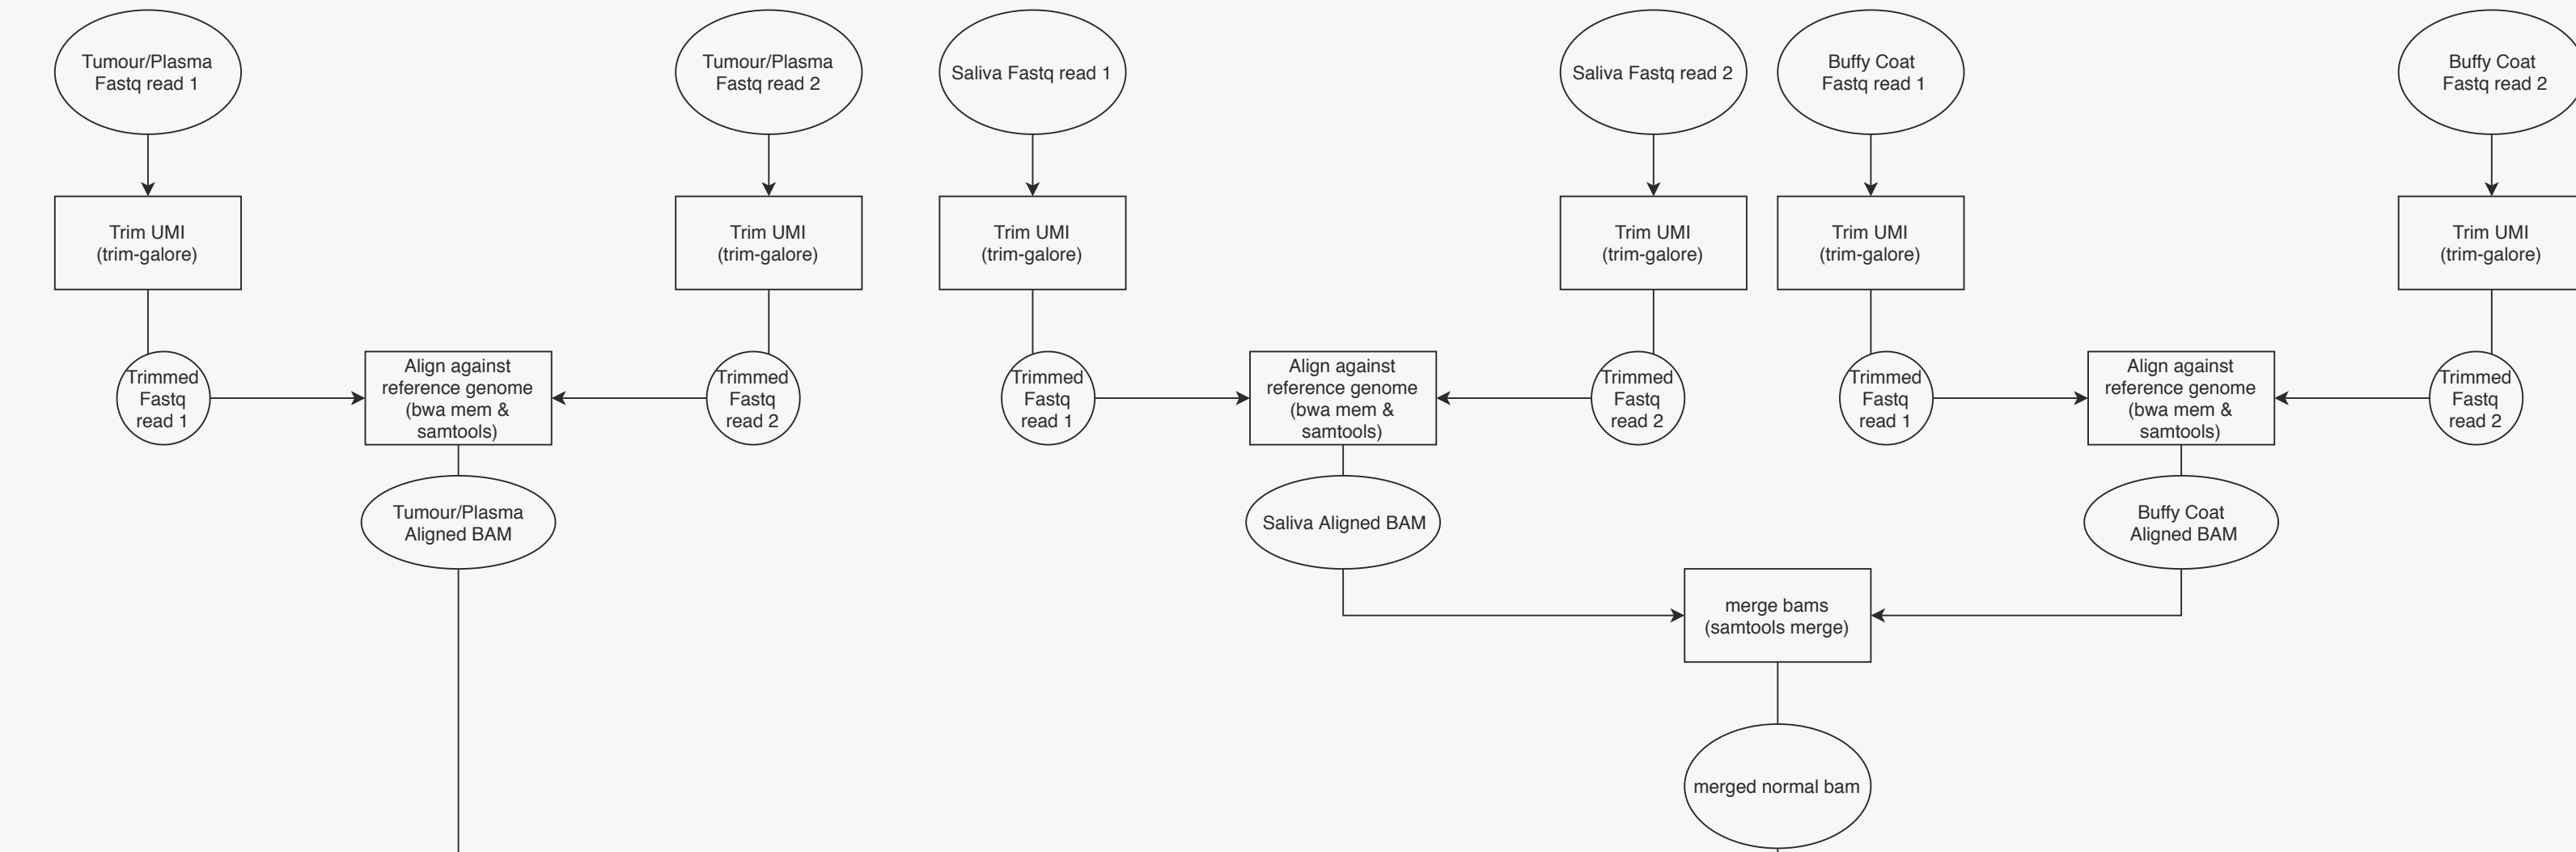 Tumour/Plasma
Fastq read 1
Tumour/Plasma
Fastq read 2
Saliva Fastq read 1
Saliva Fastq read 2
Buffy Coat
Fastq read 1
Buffy Coat
Fastq read 2
Trim UMI
(trim-galore)
Trim UMI
(trim-galore)
Trim UMI
(trim-galore)
Trim UMI
(trim-galore)
Trim UMI
(trim-galore)
Trim UMI
(trim-galore)
Trimmed
Fastq
read 1
Align against
reference genome
(bwa mem &
samtools)
Trimmed
Fastq
read 2
Trimmed
Fastq
read 1
Align against
reference genome
(bwa mem &
samtools)
Trimmed
Fastq
read 2
Trimmed
Fastq
read 1
Align against
reference genome
(bwa mem &
samtools)
Trimmed
Fastq
read 2
Tumour/Plasma
Aligned BAM
Saliva Aligned BAM
Buffy Coat
Aligned BAM
merge bams
(samtools merge)
merged normal bam